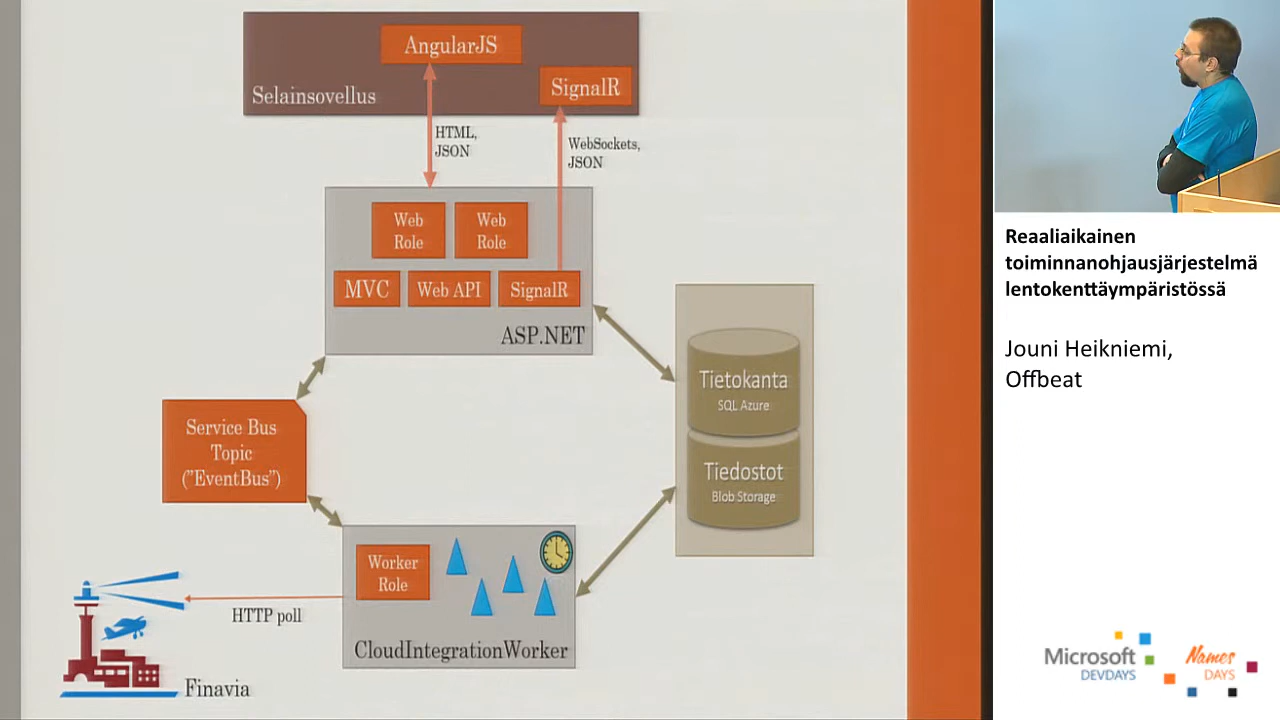 AngularJS
SignalR
Selainsovellus
HTML,
JSON
WebSockets,
JSON
Web
Role
Web
Role
MVC
Web API
SignalR
ASP.NET
Tietokanta
SQL Azure
Tiedostot
Blob Storage
Service Bus
Topic
("EventBus")
Worker
Role
CloudIntegrationWorker
HTTP poll
Finavia
Reaaliaikainen
toiminnanohjausjärjestelmä
lentokenttäympäristössä
Jouni Heikniemi,
Offbeat
Microsoft
DEVDAYS
Names
DAYS